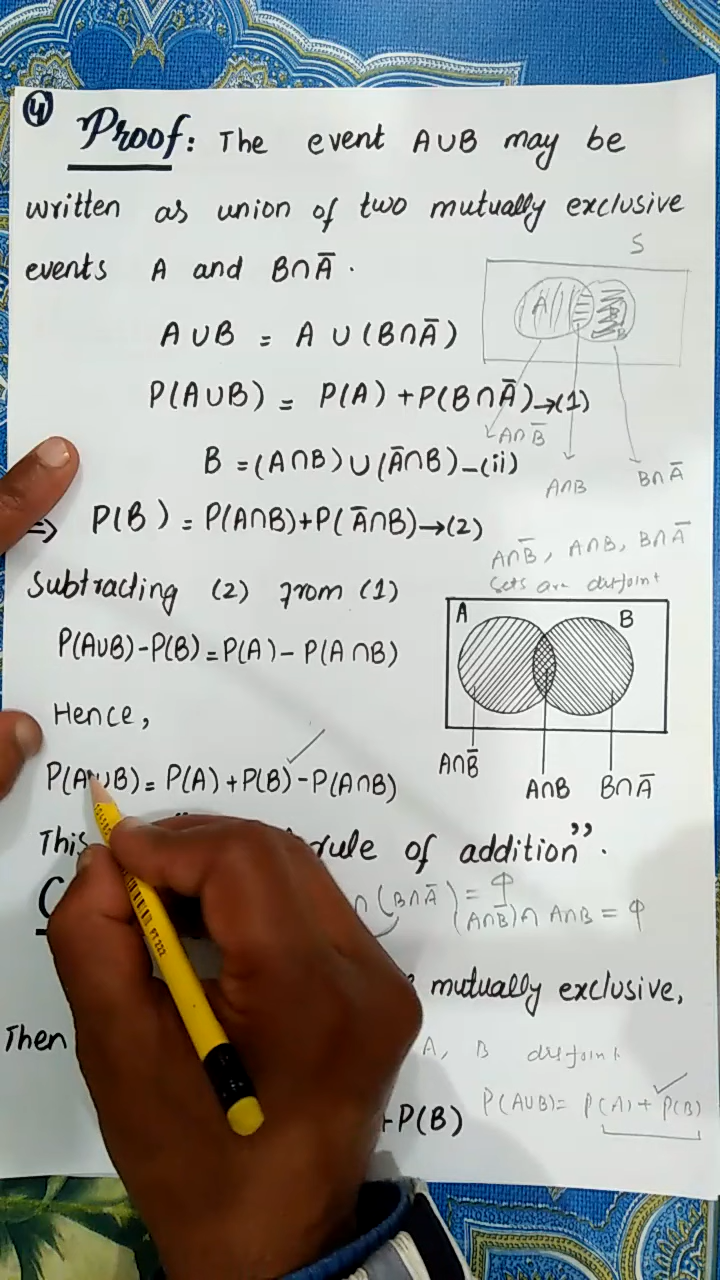 4
Proof: The event A∪B may be
written as union of two mutually exclusive
events A and B∩Ā.
S
A
B
A∪B = A∪(B∩Ā)
P(A∪B) = P(A)+P(B∩Ā)→(1)
A∩B̄
B = (A∩B)∪(Ā∩B)–(ii)
A∩B
B∩Ā
⇒ P(B) = P(A∩B)+P(Ā∩B)→(2)
A∩B̄, A∩B, B∩Ā
sets are disjoint
Subtracting (2) from (1)
A B
P(A∪B)-P(B)=P(A)-P(A∩B)
Hence,
A∩B̄ A∩B B∩Ā
P(A∪B)=P(A)+P(B)-P(A∩B)
This rule of addition”.
∩(B∩Ā)=φ
(A∩B̄)∩ A∩B = φ
mutually exclusive,
Then
A, B disjoint
P(A∪B)= P(A)+P(B)
+P(B)